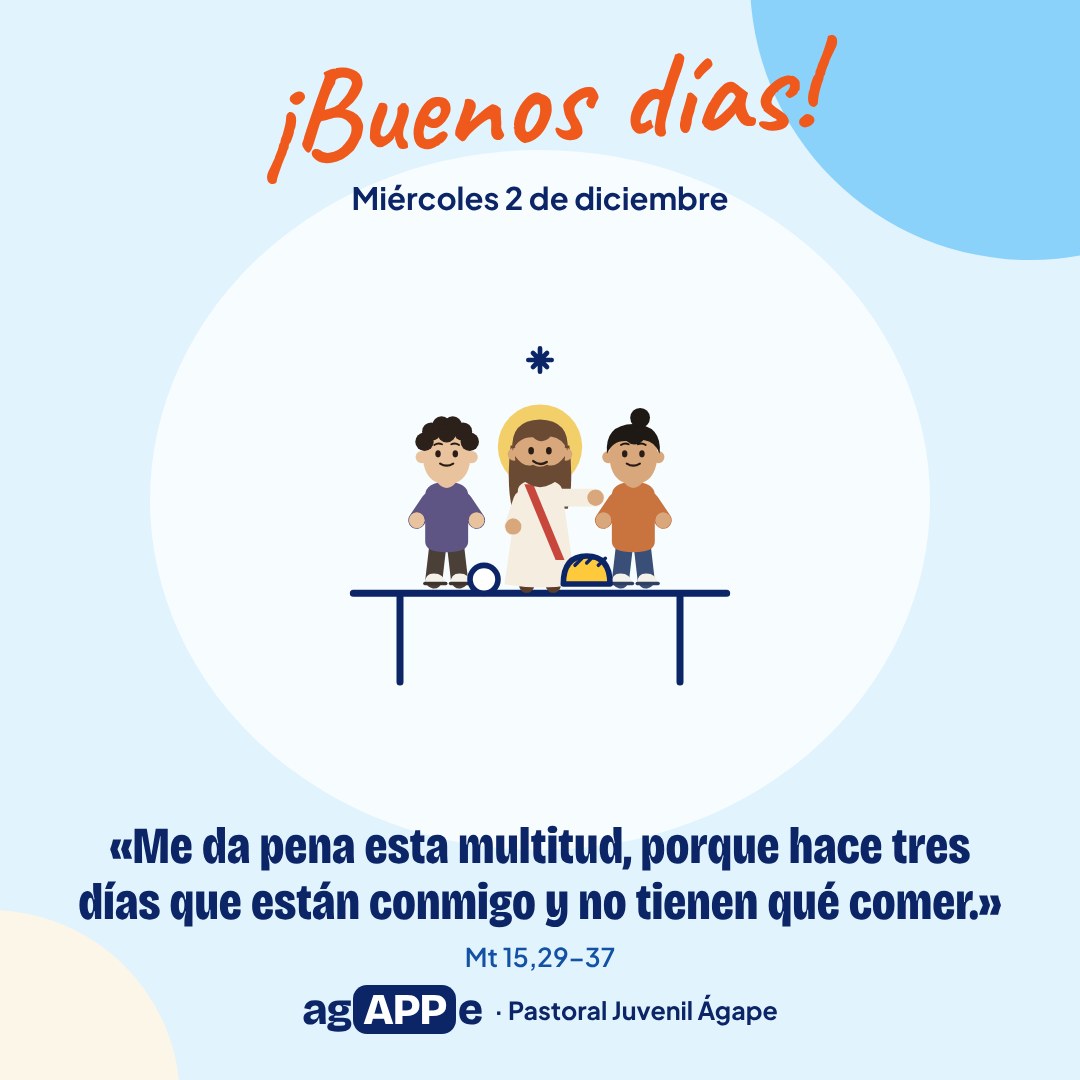 ¡Buenos días!
Miércoles 2 de diciembre
«Me da pena esta multitud, porque hace tres
días que están conmigo y no tienen qué comer.»
Mt 15,29–37
agAPPe · Pastoral Juvenil Ágape